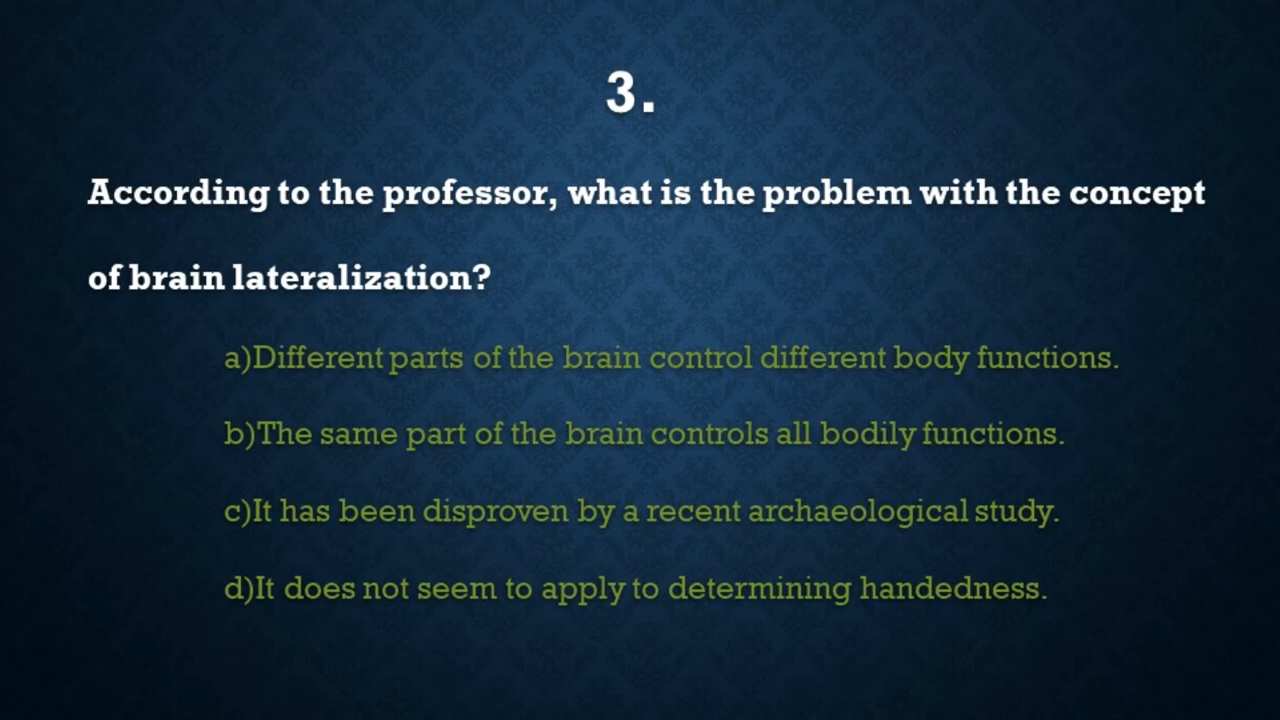 3.
According to the professor, what is the problem with the concept
of brain lateralization?
a)Different parts of the brain control different body functions.
b)The same part of the brain controls all bodily functions.
c)It has been disproven by a recent archaeological study.
d)It does not seem to apply to determining handedness.